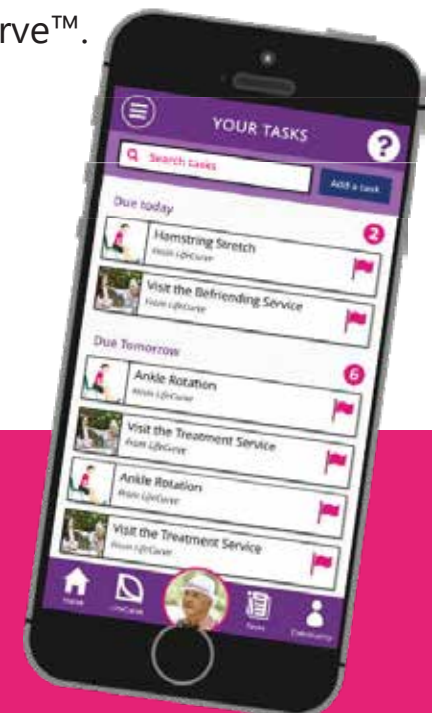 rve™.
YOUR TASKS
?
Search tasks
Add a task
Due today
2
Hamstring Stretch
From LifeCurve
Visit the Befriending Service
From LifeCurve
Due Tomorrow
6
Ankle Rotation
From LifeCurve
Visit the Treatment Service
From LifeCurve
Ankle Rotation
From LifeCurve
Visit the Treatment Service
From LifeCurve
Home
LifeCurve
Tasks
Community